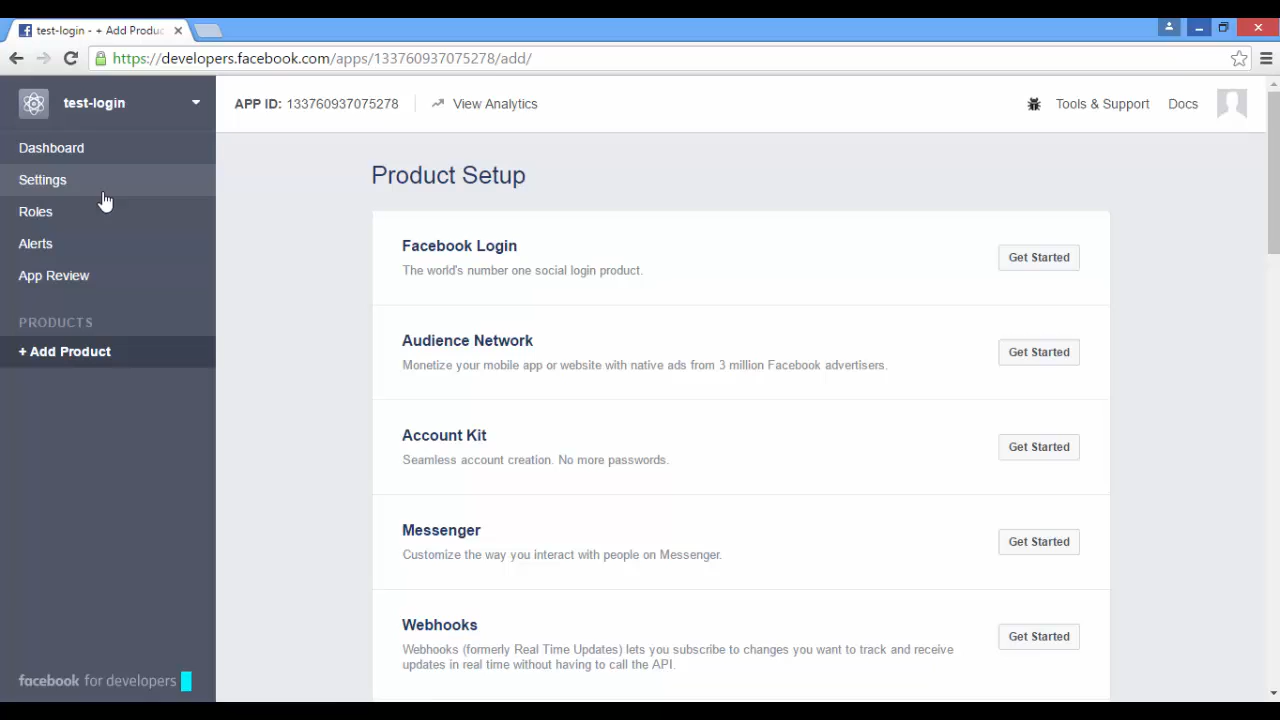 test-login - + Add Produc
https://developers.facebook.com/apps/133760937075278/add/
test-login
APP ID: 133760937075278
View Analytics
Tools & Support
Docs
Dashboard
Settings
Roles
Alerts
App Review
PRODUCTS
+ Add Product
Product Setup
Facebook Login
The world's number one social login product.
Get Started
Audience Network
Monetize your mobile app or website with native ads from 3 million Facebook advertisers.
Get Started
Account Kit
Seamless account creation. No more passwords.
Get Started
Messenger
Customize the way you interact with people on Messenger.
Get Started
Webhooks
Webhooks (formerly Real Time Updates) lets you subscribe to changes you want to track and receive
updates in real time without having to call the API.
Get Started
facebook for developers